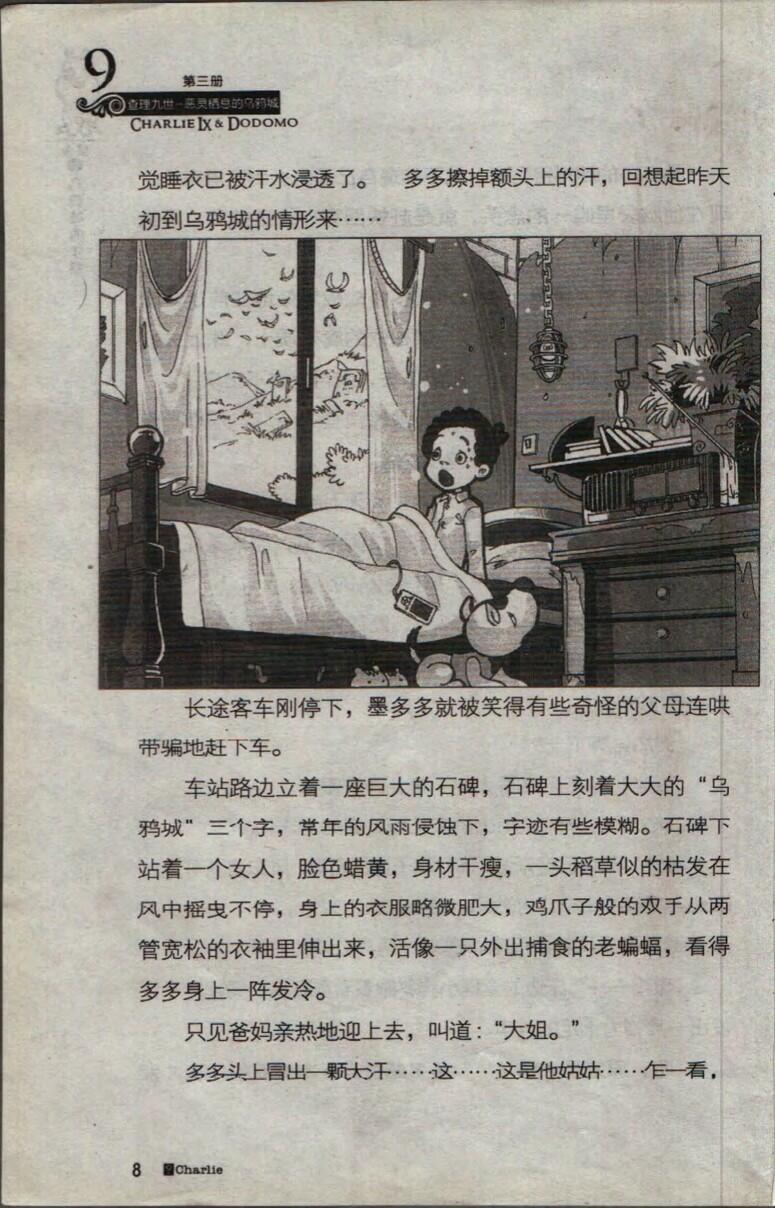 9
第三册
查理九世－恶灵栖息的乌鸦城
CHARLIE IX & DODOMO
觉睡衣已被汗水浸透了。 多多擦掉额头上的汗，回想起昨天
初到乌鸦城的情形来……
长途客车刚停下，墨多多就被笑得有些奇怪的父母连哄
带骗地赶下车。
车站路边立着一座巨大的石碑，石碑上刻着大大的“乌
鸦城”三个字，常年的风雨侵蚀下，字迹有些模糊。石碑下
站着一个女人，脸色蜡黄，身材干瘦，一头稻草似的枯发在
风中摇曳不停，身上的衣服略微肥大，鸡爪子般的双手从两
管宽松的衣袖里伸出来，活像一只外出捕食的老蝙蝠，看得
多多身上一阵发冷。
只见爸妈亲热地迎上去，叫道：“大姐。”
多多头上冒出一颗大汗……这……这是他姑姑……乍一看，
8 Charlie